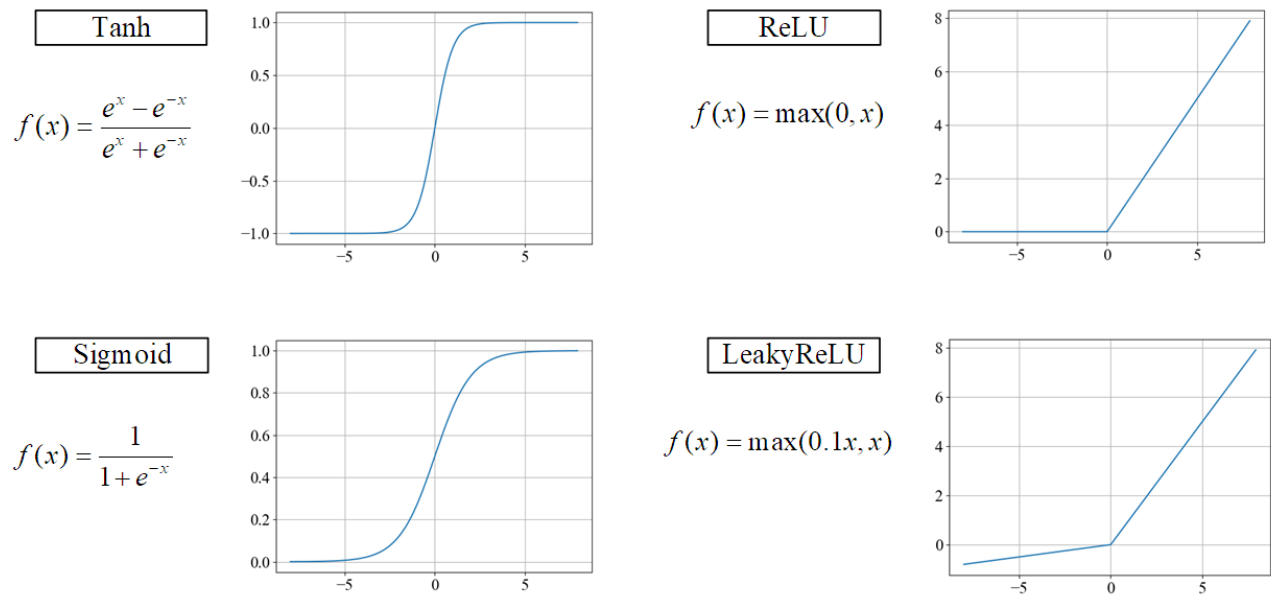 Tanh
f(x) = \frac{e^x − e^{−x}}{e^x + e^{−x}}
1.0
0.5
0.0
−0.5
−1.0
−5 0 5
ReLU
f(x) = max(0, x)
8
6
4
2
0
−5 0 5
Sigmoid
f(x) = \frac{1}{1 + e^{−x}}
1.0
0.8
0.6
0.4
0.2
0.0
−5 0 5
LeakyReLU
f(x) = max(0.1x, x)
8
6
4
2
0
−5 0 5